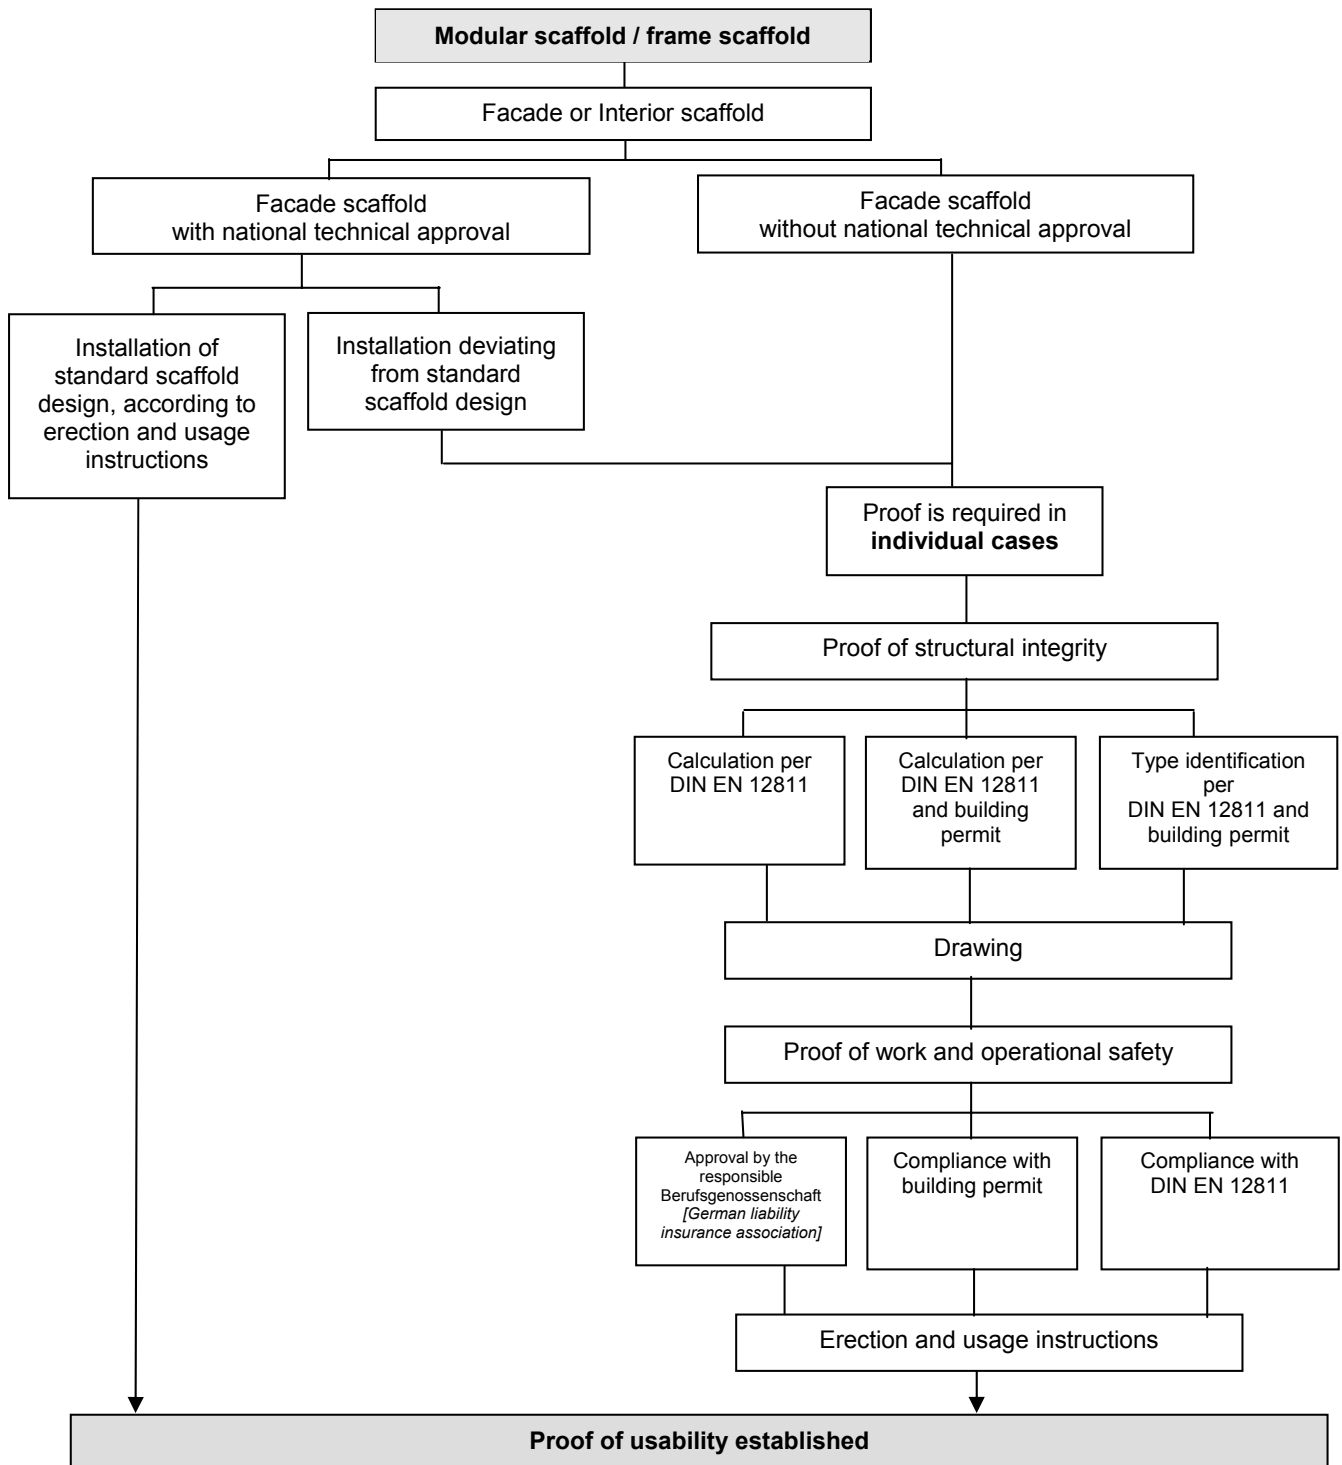 Modular scaffold / frame scaffold
Facade or Interior scaffold
Facade scaffold
with national technical approval
Facade scaffold
without national technical approval
Installation of
standard scaffold
design, according to
erection and usage
instructions
Installation deviating
from standard
scaffold design
Proof is required in
individual cases
Proof of structural integrity
Calculation per
DIN EN 12811
Calculation per
DIN EN 12811
and building
permit
Type identification
per
DIN EN 12811 and
building permit
Drawing
Proof of work and operational safety
Approval by the
responsible
Berufsgenossenschaft
[German liability
insurance association]
Compliance with
building permit
Compliance with
DIN EN 12811
Erection and usage instructions
Proof of usability established